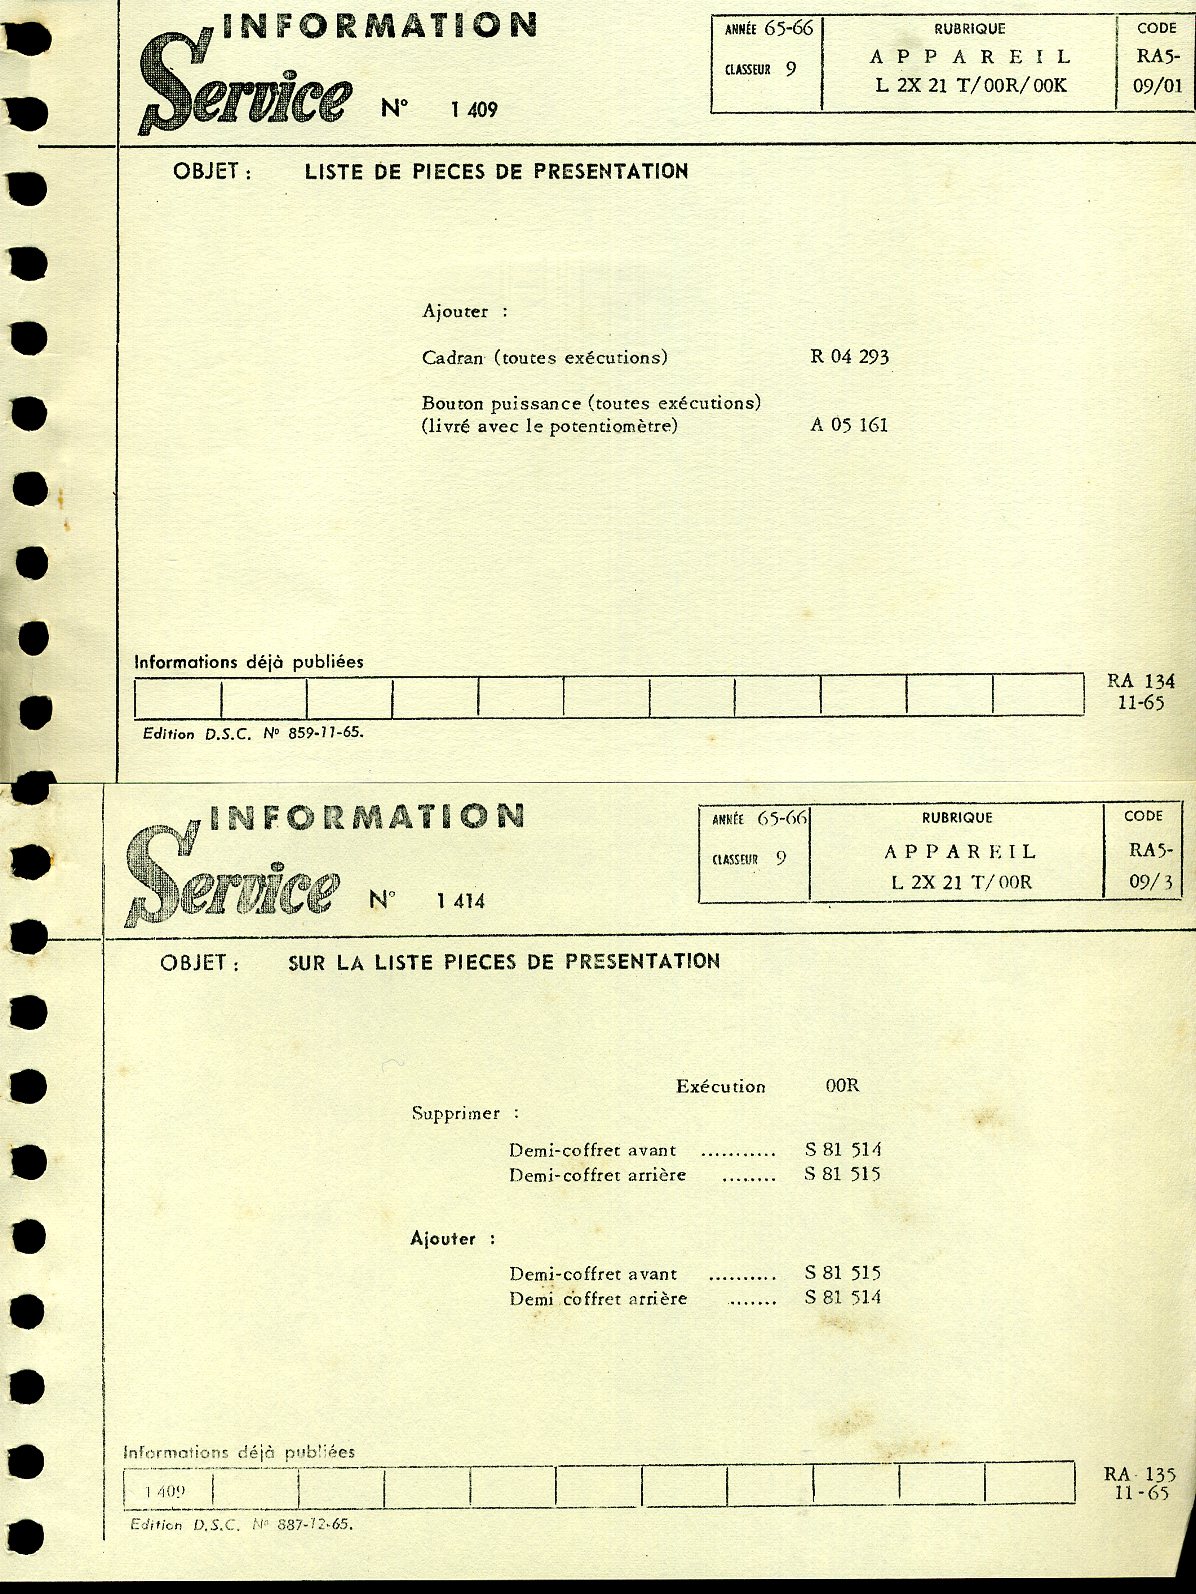 INFORMATION
Service N° 1 409
ANNÉE 65-66
CLASSEUR 9
RUBRIQUE
APPAREIL
L 2X 21 T/00R/00K
CODE
RA5-
09/01
OBJET : LISTE DE PIECES DE PRESENTATION
Ajouter :
Cadran (toutes exécutions) R 04 293
Bouton puissance (toutes exécutions)
(livré avec le potentiomètre) A 05 161
Informations déjà publiées
RA 134
11-65
Edition D.S.C. N° 859-11-65.
INFORMATION
Service N° 1 414
ANNÉE 65-66
CLASSEUR 9
RUBRIQUE
APPAREIL
L 2X 21 T/00R
CODE
RA5-
09/3
OBJET : SUR LA LISTE PIECES DE PRESENTATION
Exécution 00R
Supprimer :
Demi-coffret avant ........... S 81 514
Demi-coffret arrière ........ S 81 515
Ajouter :
Demi-coffret avant .......... S 81 515
Demi coffret arrière ....... S 81 514
Informations déjà publiées
1 409
RA 135
11-65
Edition D.S.C. N° 887-12-65.